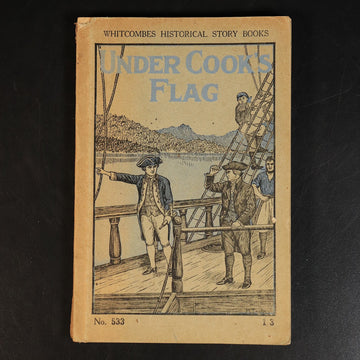 WHITCOMBES HISTORICAL STORY BOOKS
UNDER COOK'S
FLAG
No. 533
1/3